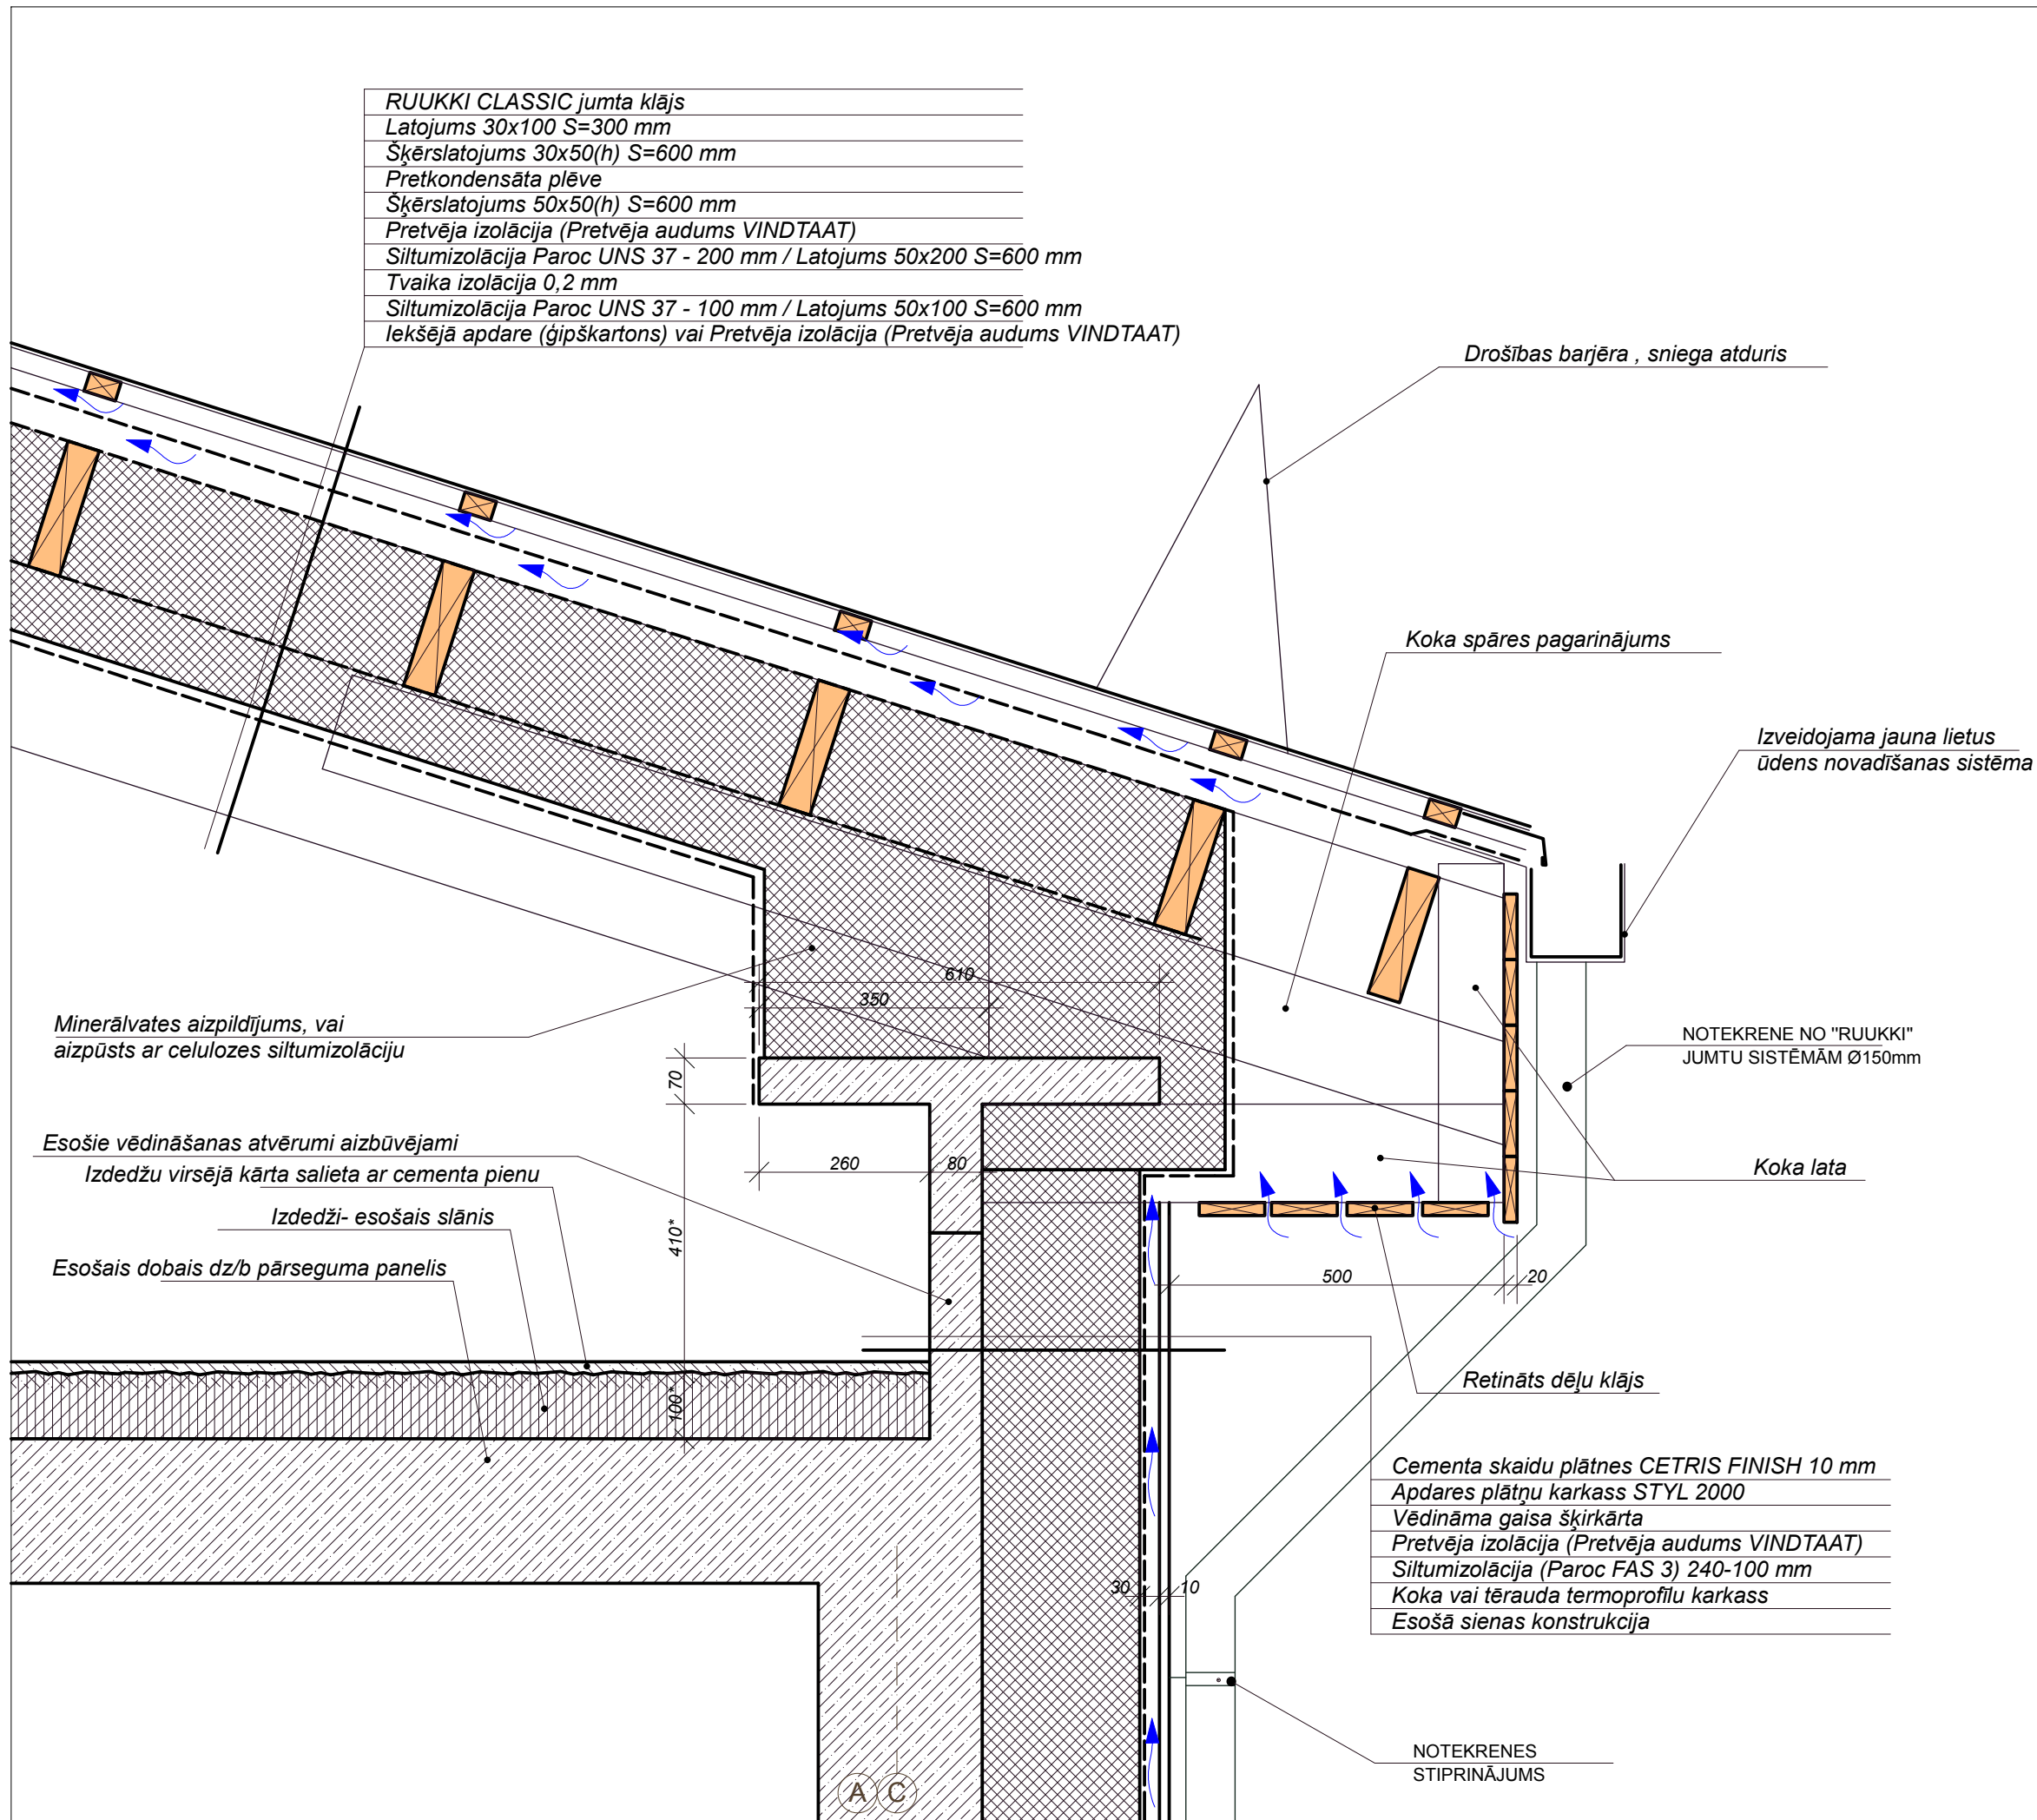 RUUKKI CLASSIC jumta klājs
Latojums 30x100 S=300 mm
Šķērslatojums 30x50(h) S=600 mm
Pretkondensāta plēve
Šķērslatojums 50x50(h) S=600 mm
Pretvēja izolācija (Pretvēja audums VINDTAAT)
Siltumizolācija Paroc UNS 37 - 200 mm / Latojums 50x200 S=600 mm
Tvaika izolācija 0,2 mm
Siltumizolācija Paroc UNS 37 - 100 mm / Latojums 50x100 S=600 mm
Iekšējā apdare (ģipškartons) vai Pretvēja izolācija (Pretvēja audums VINDTAAT)
Drošības barjēra , sniega atduris
Koka spāres pagarinājums
Izveidojama jauna lietus
ūdens novadīšanas sistēma
610
350
Minerālvates aizpildījums, vai
aizpūsts ar celulozes siltumizolāciju
NOTEKRENE NO "RUUKKI"
JUMTU SISTĒMĀM Ø150mm
70
Esošie vēdināšanas atvērumi aizbūvējami
260
80
Koka lata
Izdedžu virsējā kārta salieta ar cementa pienu
Izdedži- esošais slānis
410*
Esošais dobais dz/b pārseguma panelis
500
20
Retināts dēļu klājs
100*
Cementa skaidu plātnes CETRIS FINISH 10 mm
Apdares plātņu karkass STYL 2000
Vēdināma gaisa šķirkārta
Pretvēja izolācija (Pretvēja audums VINDTAAT)
Siltumizolācija (Paroc FAS 3) 240-100 mm
Koka vai tērauda termoprofīlu karkass
Esošā sienas konstrukcija
30
10
NOTEKRENES
STIPRINĀJUMS
A C